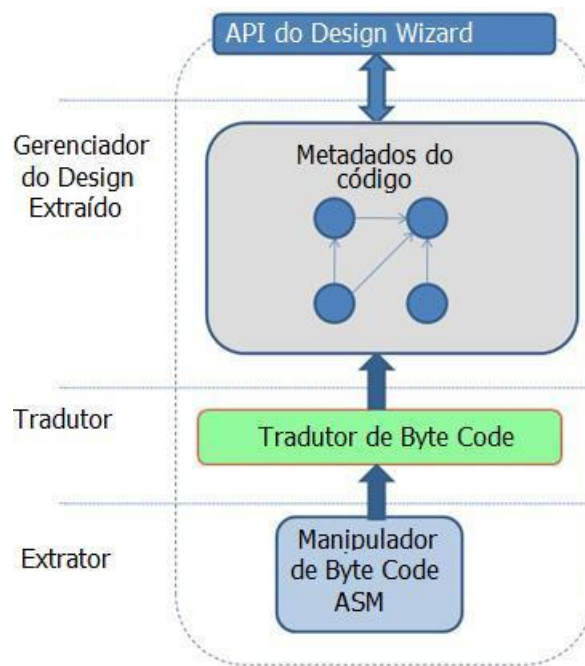 API do Design Wizard
Gerenciador
do Design
Extraído
Metadados do
código
Tradutor
Tradutor de Byte Code
Extrator
Manipulador
de Byte Code
ASM